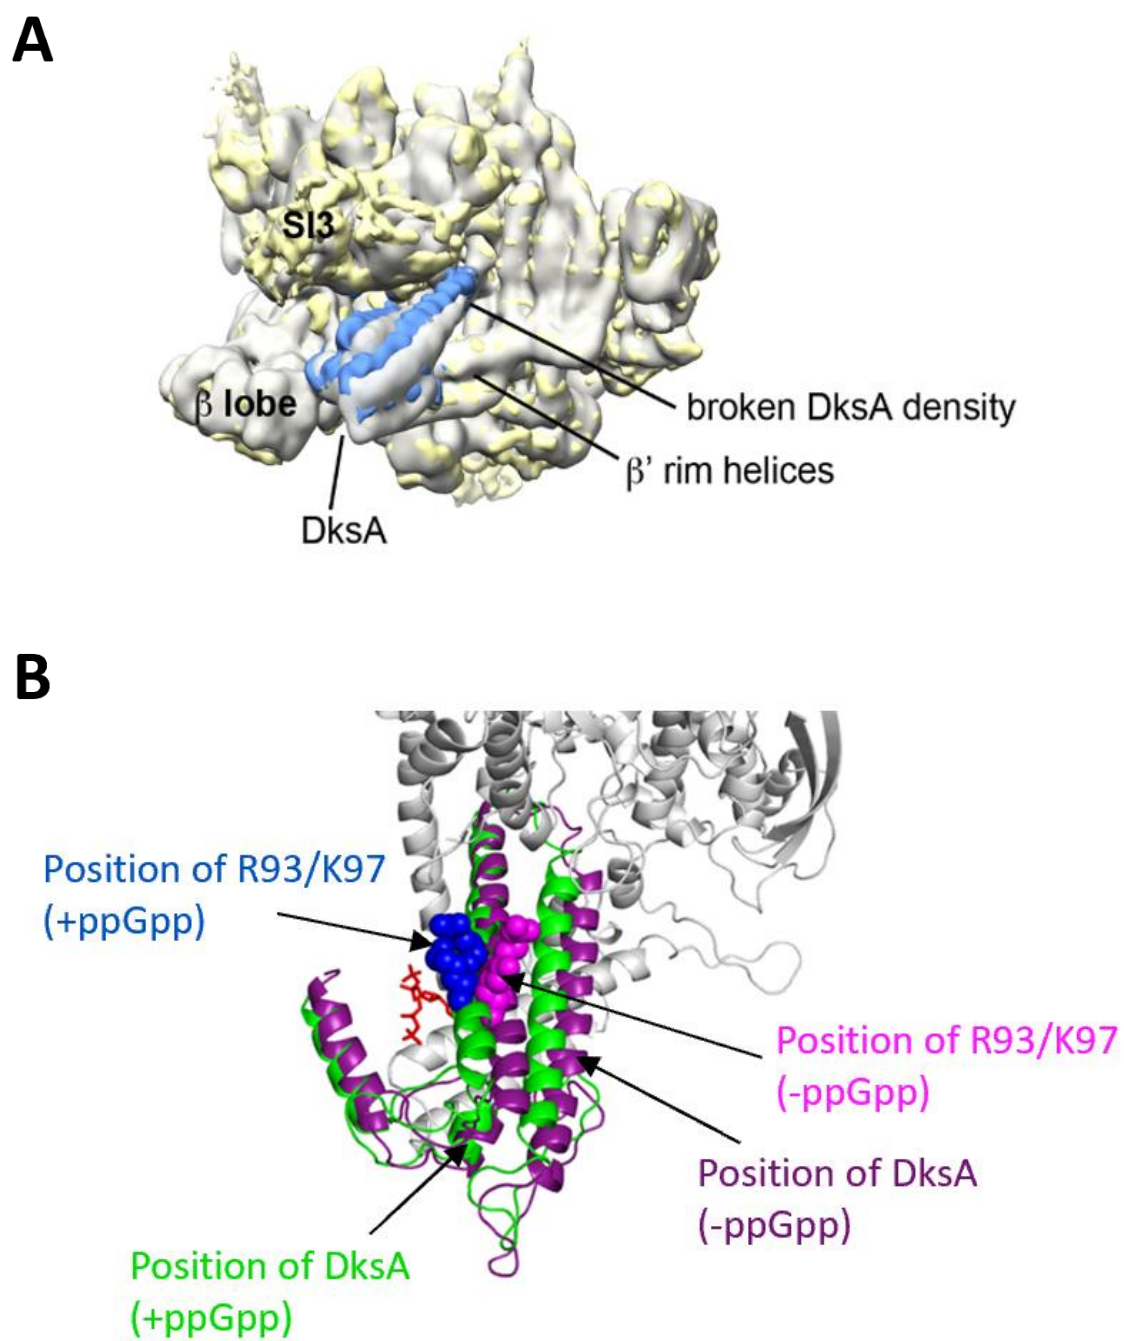 A
SI3
β lobe
broken DksA density
β’ rim helices
DksA
B
Position of R93/K97
(+ppGpp)
Position of R93/K97
(-ppGpp)
Position of DksA
(-ppGpp)
Position of DksA
(+ppGpp)